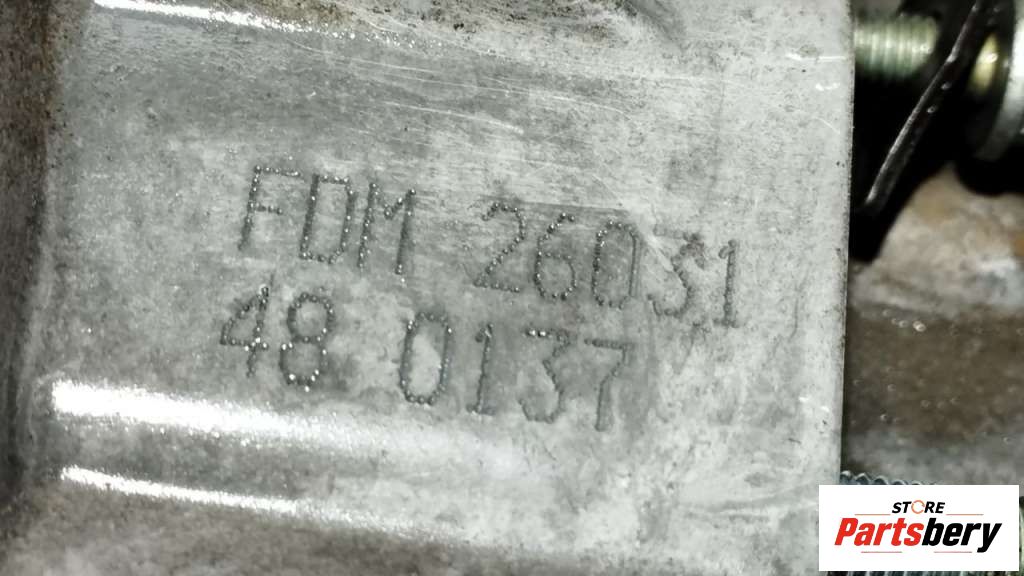 FDM 26031
48 0137
STORE
Partsbery